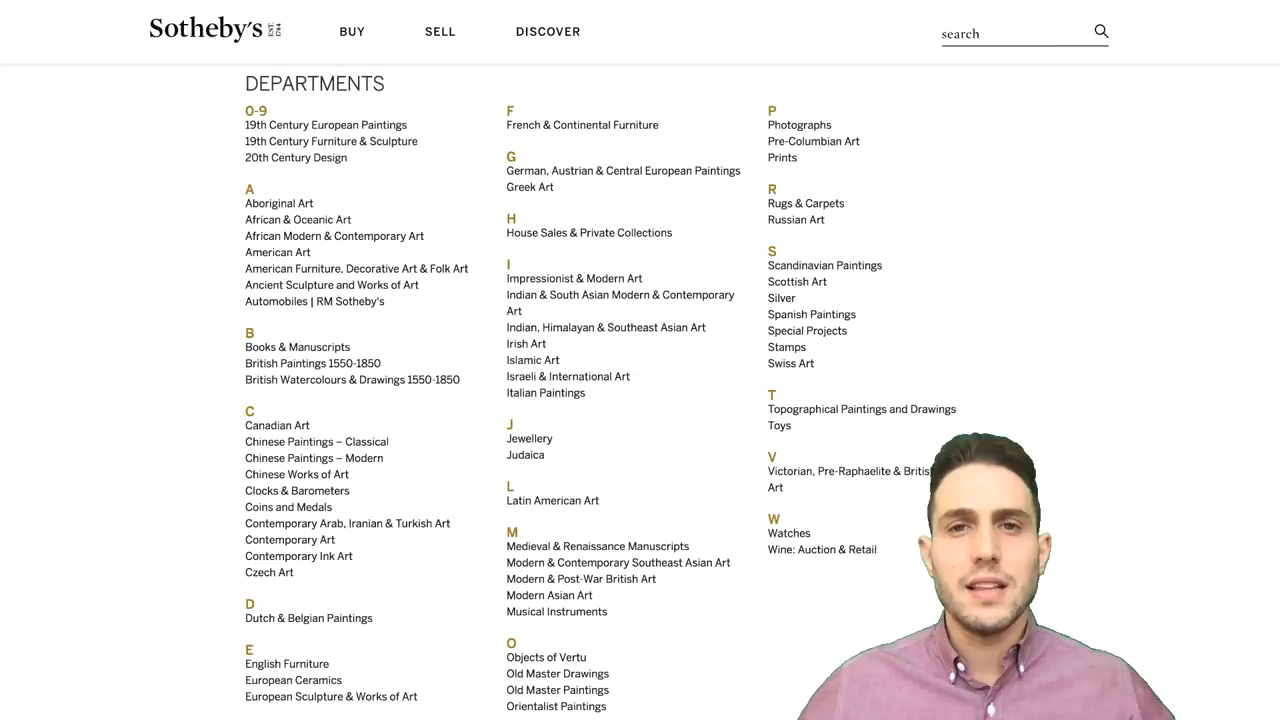 Sotheby's EST. 1744
BUY
SELL
DISCOVER
search
DEPARTMENTS
0-9
19th Century European Paintings
19th Century Furniture & Sculpture
20th Century Design
A
Aboriginal Art
African & Oceanic Art
African Modern & Contemporary Art
American Art
American Furniture, Decorative Art & Folk Art
Ancient Sculpture and Works of Art
Automobiles | RM Sotheby's
B
Books & Manuscripts
British Paintings 1550-1850
British Watercolours & Drawings 1550-1850
C
Canadian Art
Chinese Paintings – Classical
Chinese Paintings – Modern
Chinese Works of Art
Clocks & Barometers
Coins and Medals
Contemporary Arab, Iranian & Turkish Art
Contemporary Art
Contemporary Ink Art
Czech Art
D
Dutch & Belgian Paintings
E
English Furniture
European Ceramics
European Sculpture & Works of Art
F
French & Continental Furniture
G
German, Austrian & Central European Paintings
Greek Art
H
House Sales & Private Collections
I
Impressionist & Modern Art
Indian & South Asian Modern & Contemporary
Art
Indian, Himalayan & Southeast Asian Art
Irish Art
Islamic Art
Israeli & International Art
Italian Paintings
J
Jewellery
Judaica
L
Latin American Art
M
Medieval & Renaissance Manuscripts
Modern & Contemporary Southeast Asian Art
Modern & Post-War British Art
Modern Asian Art
Musical Instruments
O
Objects of Vertu
Old Master Drawings
Old Master Paintings
Orientalist Paintings
P
Photographs
Pre-Columbian Art
Prints
R
Rugs & Carpets
Russian Art
S
Scandinavian Paintings
Scottish Art
Silver
Spanish Paintings
Special Projects
Stamps
Swiss Art
T
Topographical Paintings and Drawings
Toys
V
Victorian, Pre-Raphaelite &
Art
W
Watches
Wine: Auction & Retail